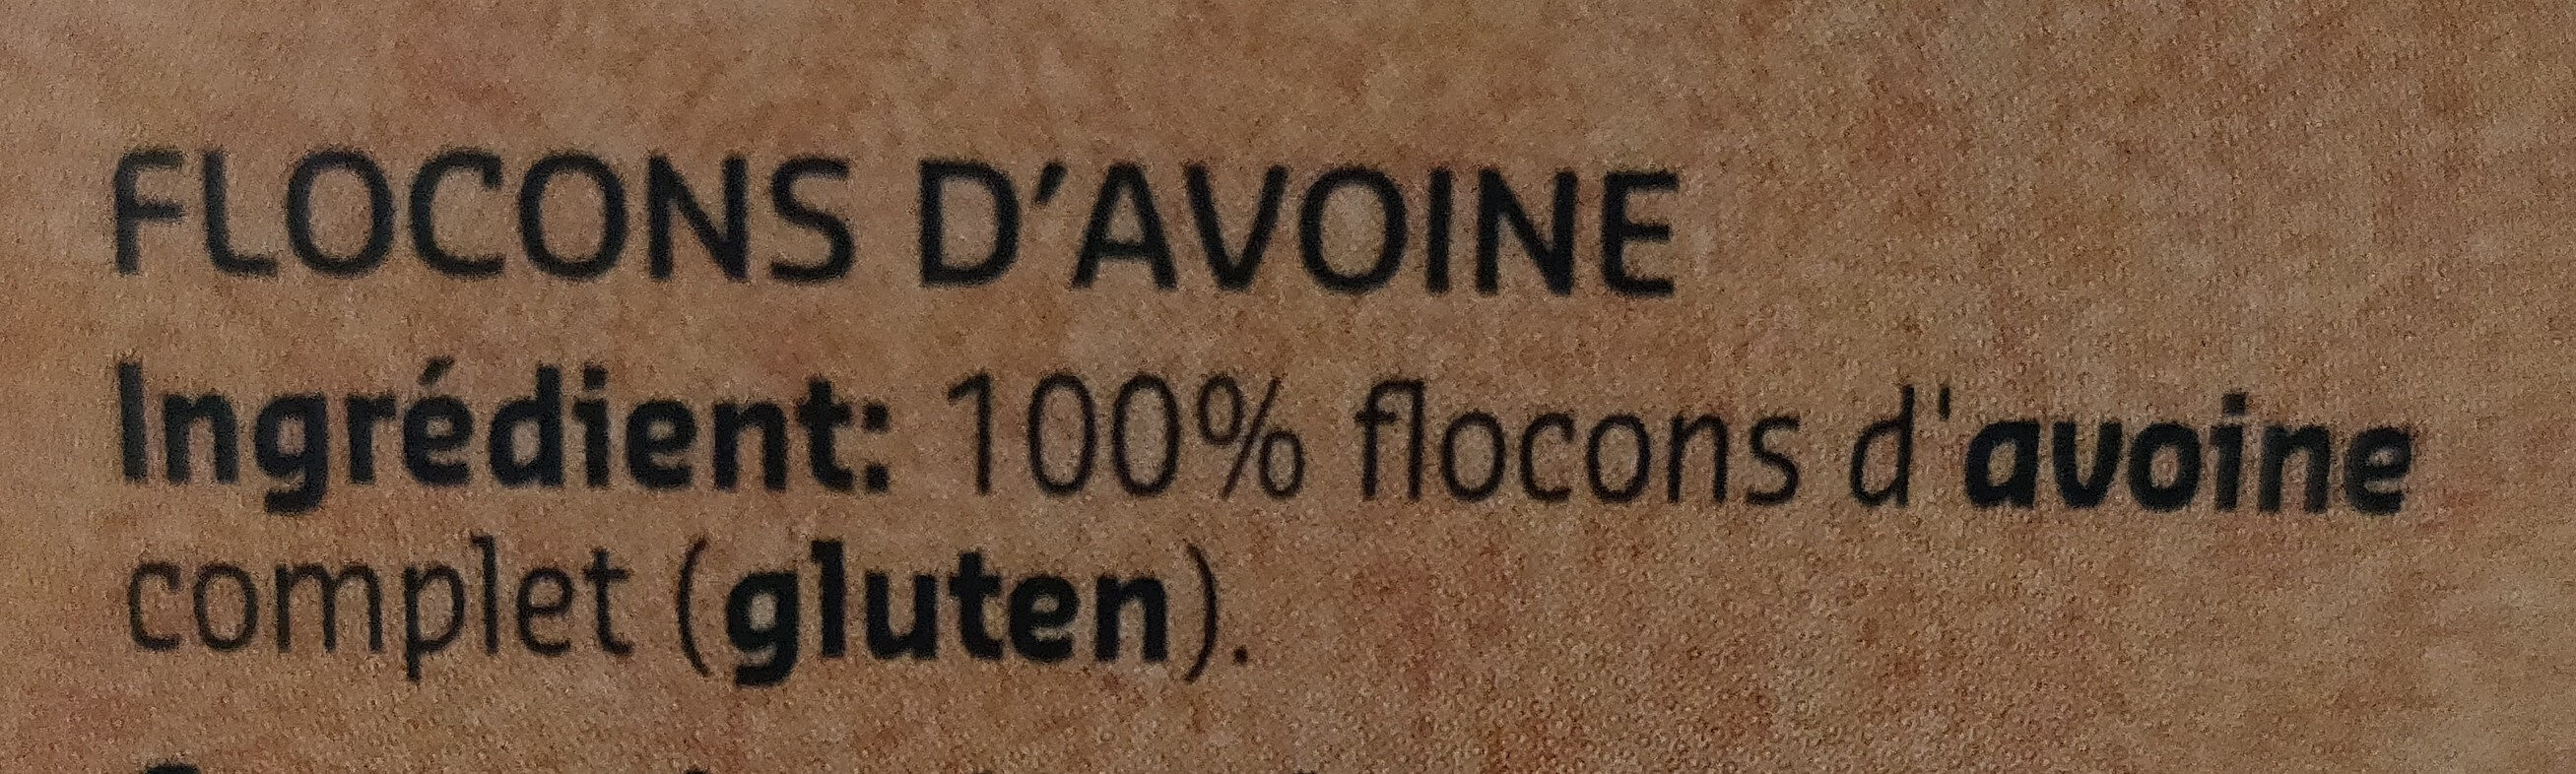 FLOCONS D’AVOINE
Ingrédient: 100% flocons d'avoine
complet (gluten).